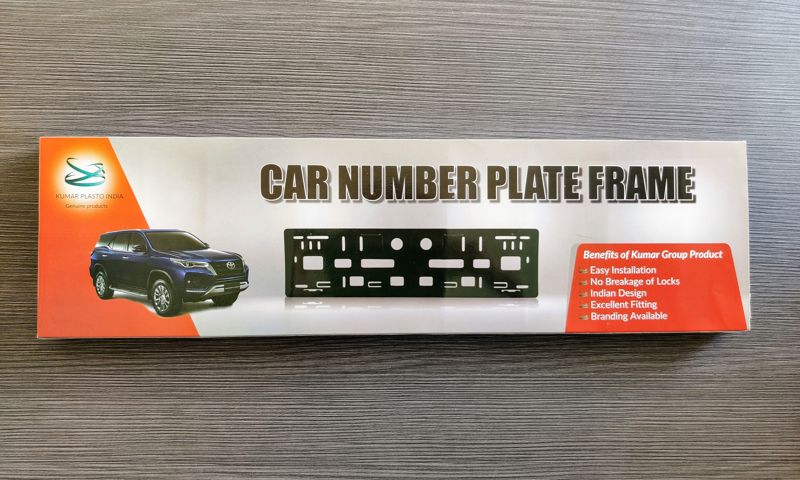 KUMAR PLASTO INDIA
Genuine products
CAR NUMBER PLATE FRAME
Benefits of Kumar Group Product
Easy Installation
No Breakage of Locks
Indian Design
Excellent Fitting
Branding Available